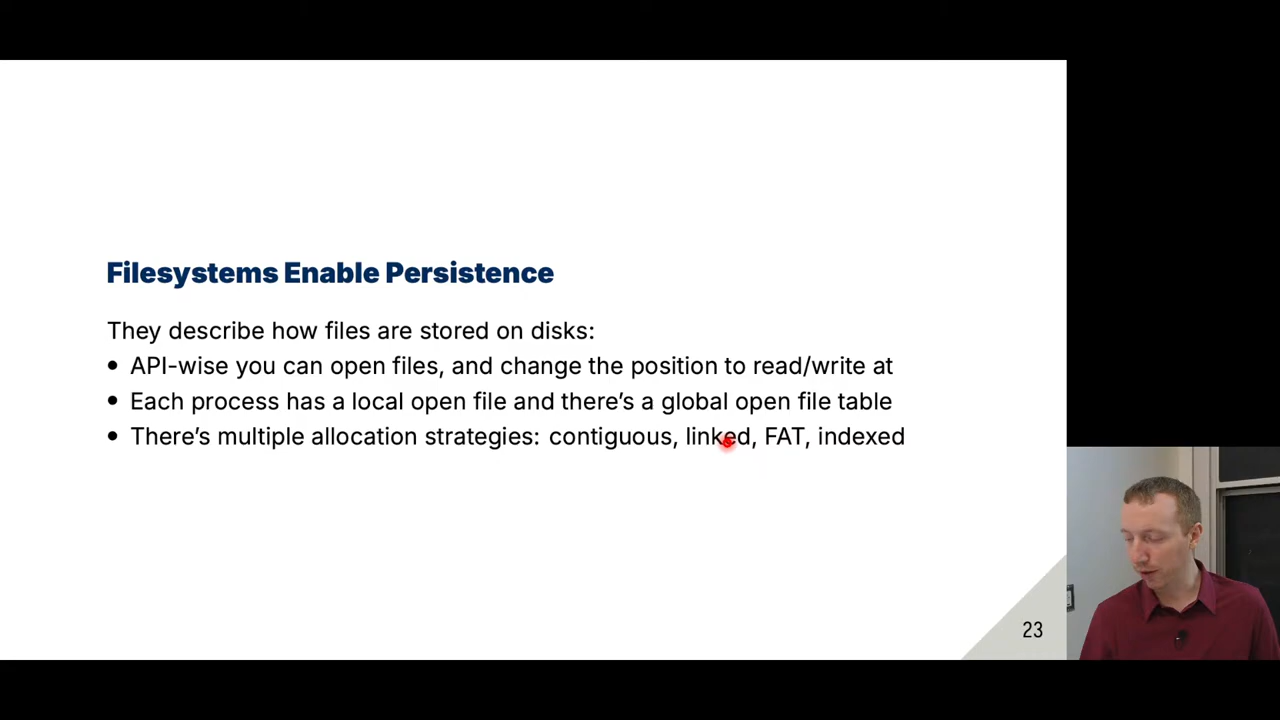 Filesystems Enable Persistence
They describe how files are stored on disks:
• API-wise you can open files, and change the position to read/write at
• Each process has a local open file and there’s a global open file table
• There’s multiple allocation strategies: contiguous, linked, FAT, indexed
23